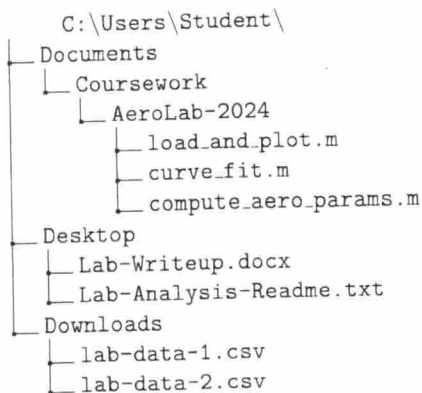 C:\Users\Student\
Documents
Coursework
AeroLab-2024
load_and_plot.m
curve_fit.m
compute_aero_params.m
Desktop
Lab-Writeup.docx
Lab-Analysis-Readme.txt
Downloads
lab-data-1.csv
lab-data-2.csv